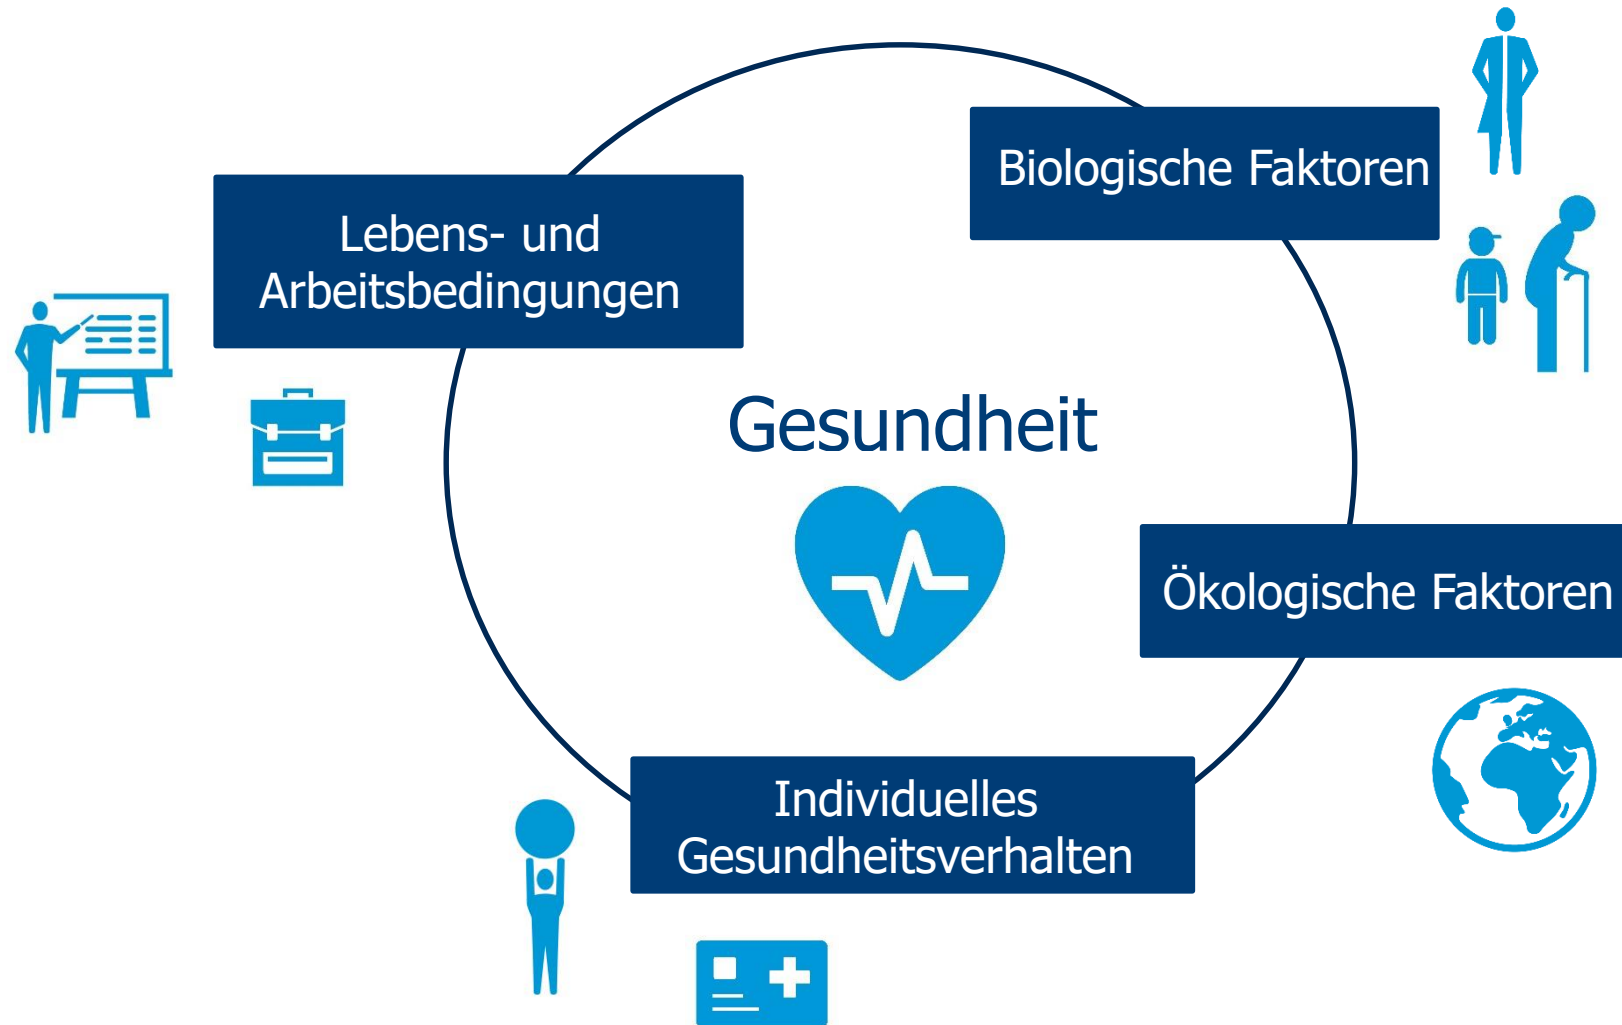 Biologische Faktoren
Lebens- und
Arbeitsbedingungen
Gesundheit
Ökologische Faktoren
Individuelles
Gesundheitsverhalten